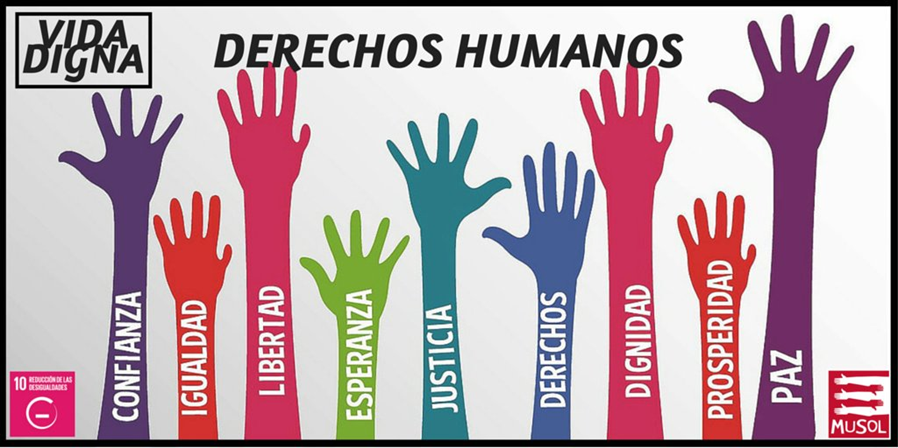 VIDA
DIGNA
DERECHOS HUMANOS
CONFIANZA
IGUALDAD
LIBERTAD
ESPERANZA
JUSTICIA
DERECHOS
DIGNIDAD
PROSPERIDAD
PAZ
10 REDUCCIÓN DE LAS
DESIGUALDADES
MUSOL